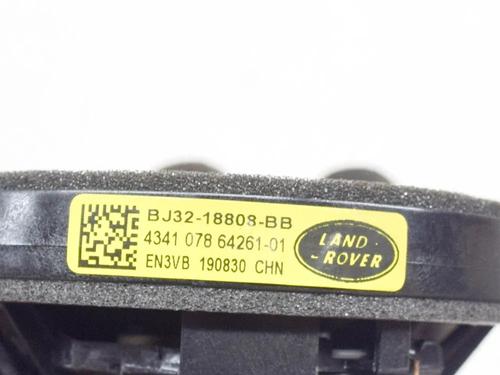 BJ32-18808-BB
4341 078 64261-01
EN3VB 190830 CHN
LAND
-ROVER